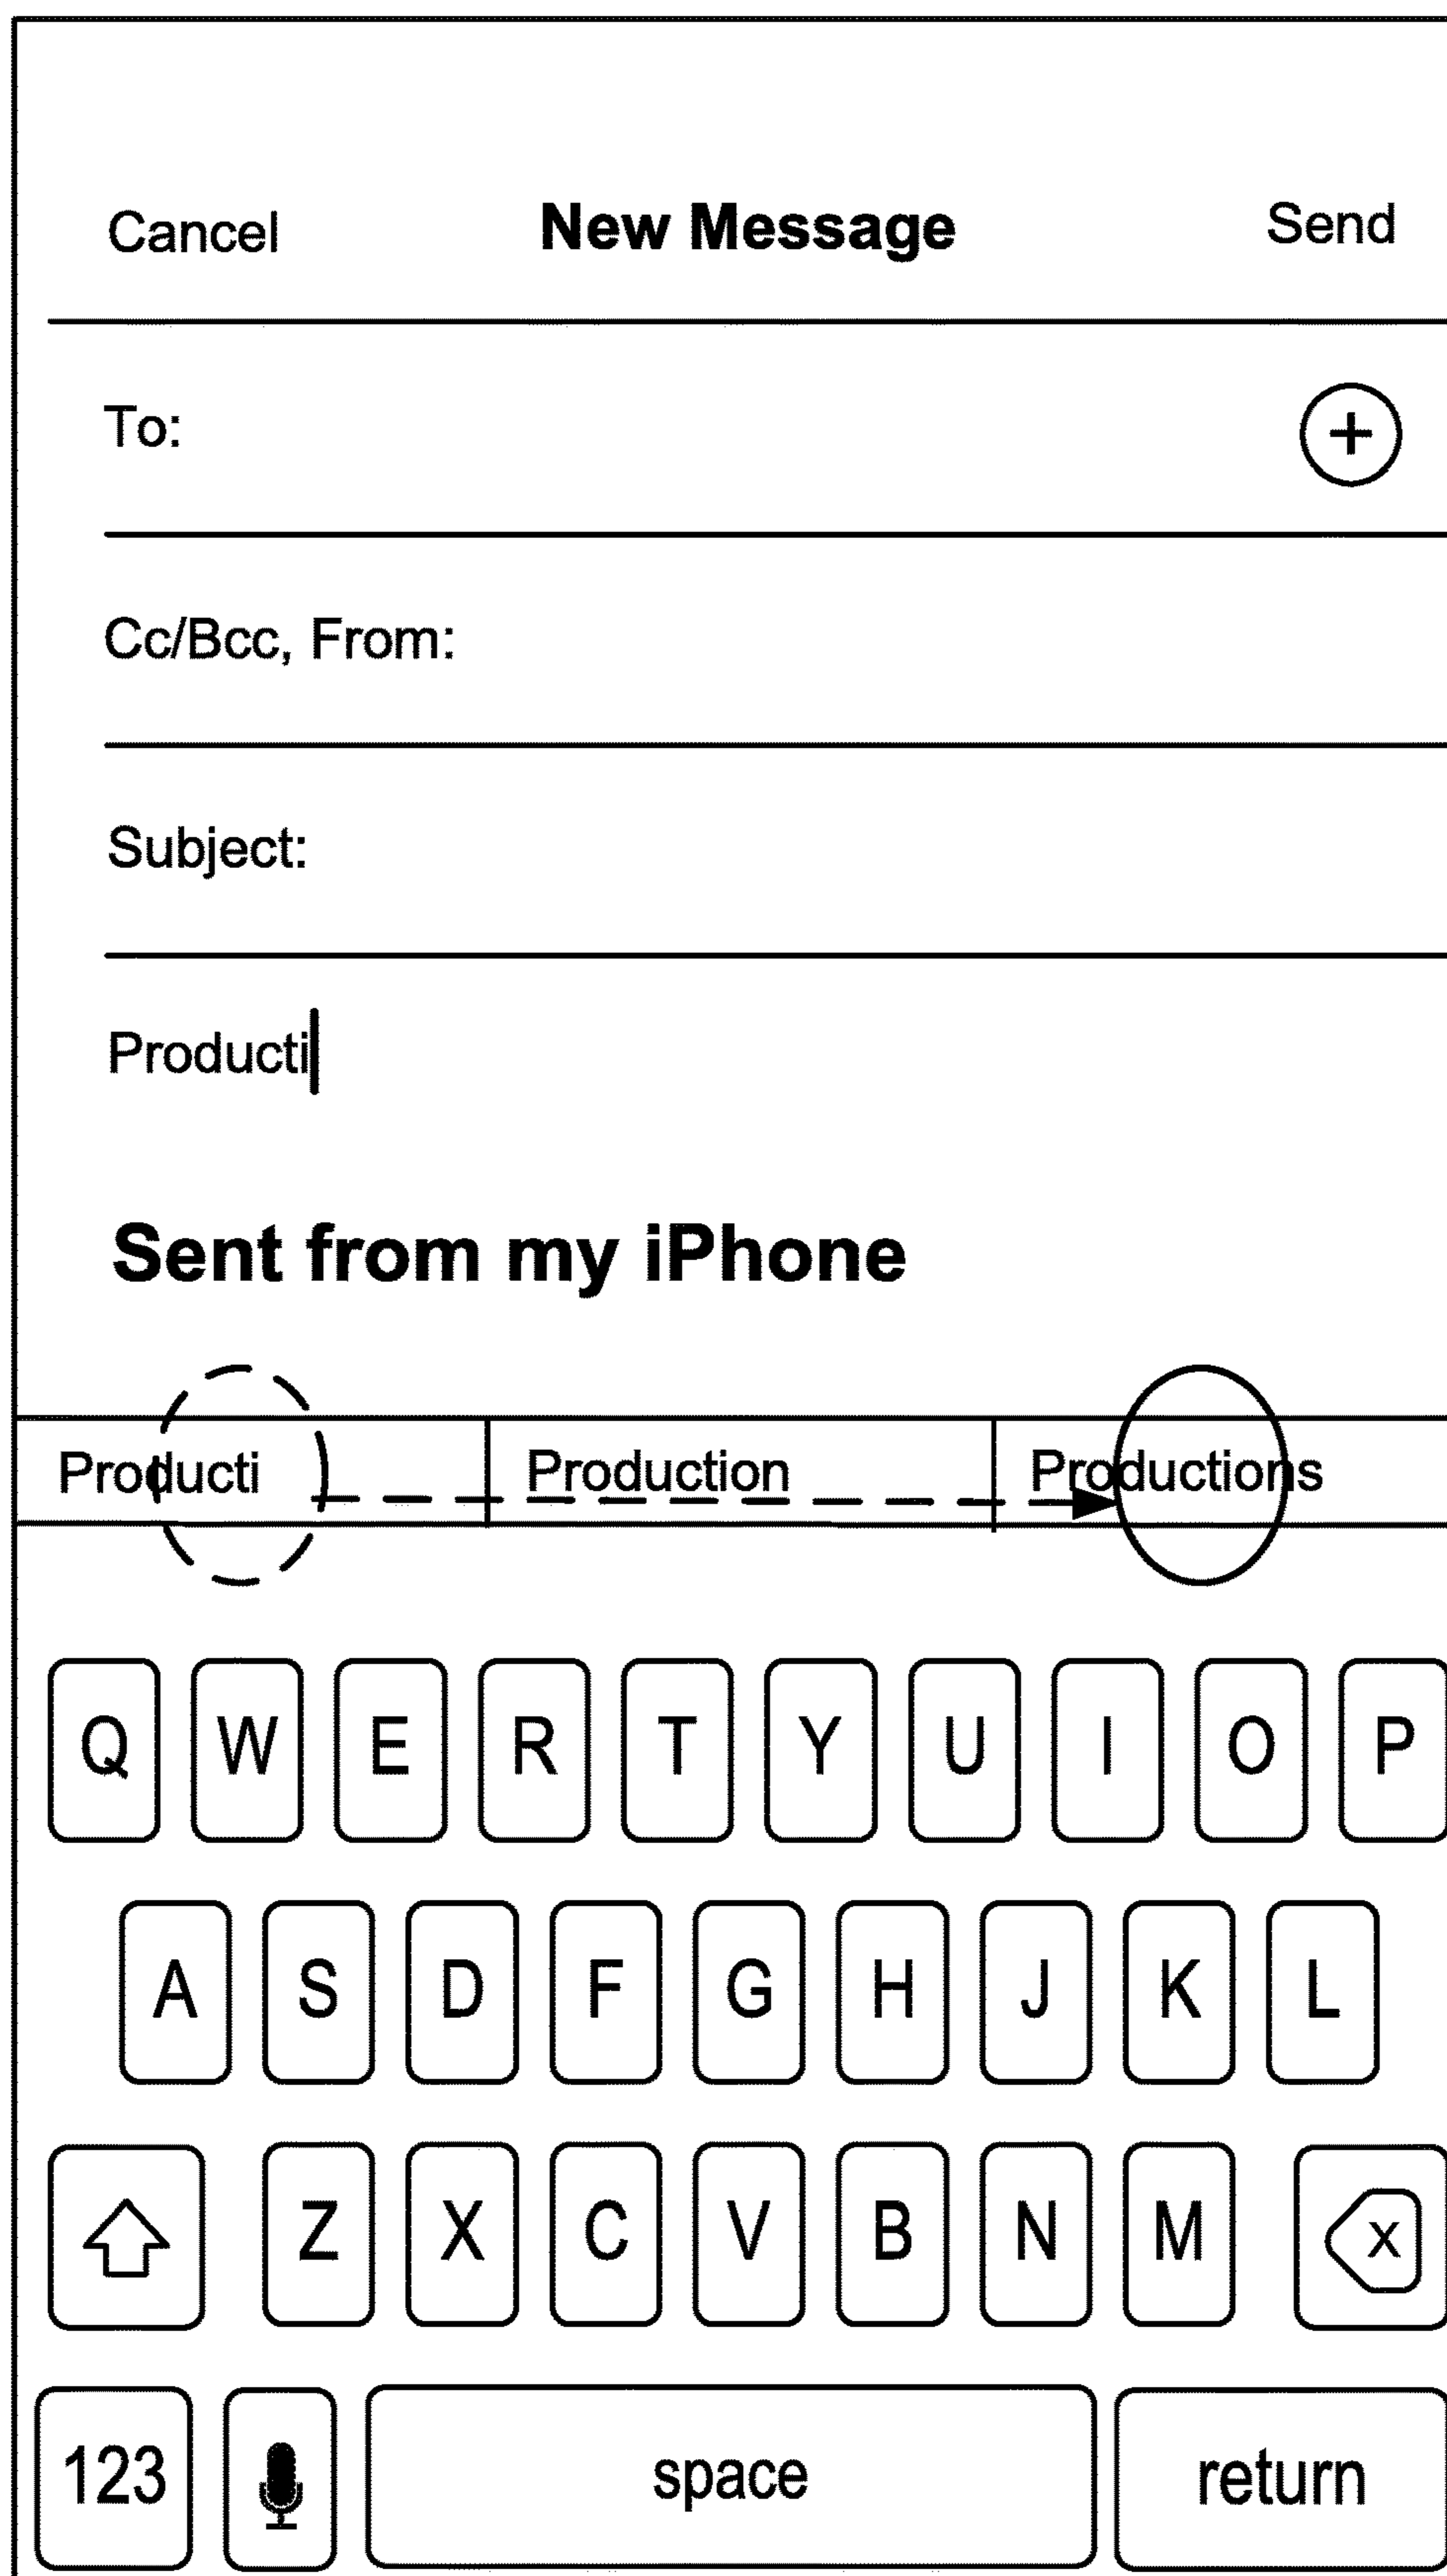 Cancel New Message Send
To: +
Cc/Bcc, From:
Subject:
Producti
Sent from my iPhone
Producti Production Productions
Q W E R T Y U I O P
A S D F G H J K L
Z X C V B N M X
123 space return